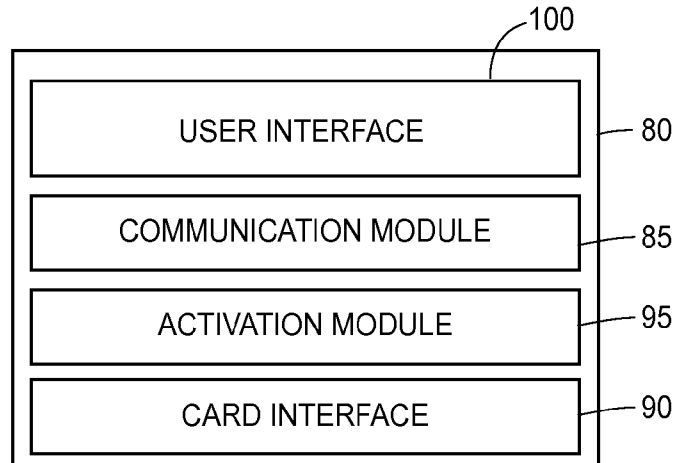 100
USER INTERFACE
80
COMMUNICATION MODULE
85
ACTIVATION MODULE
95
CARD INTERFACE
90